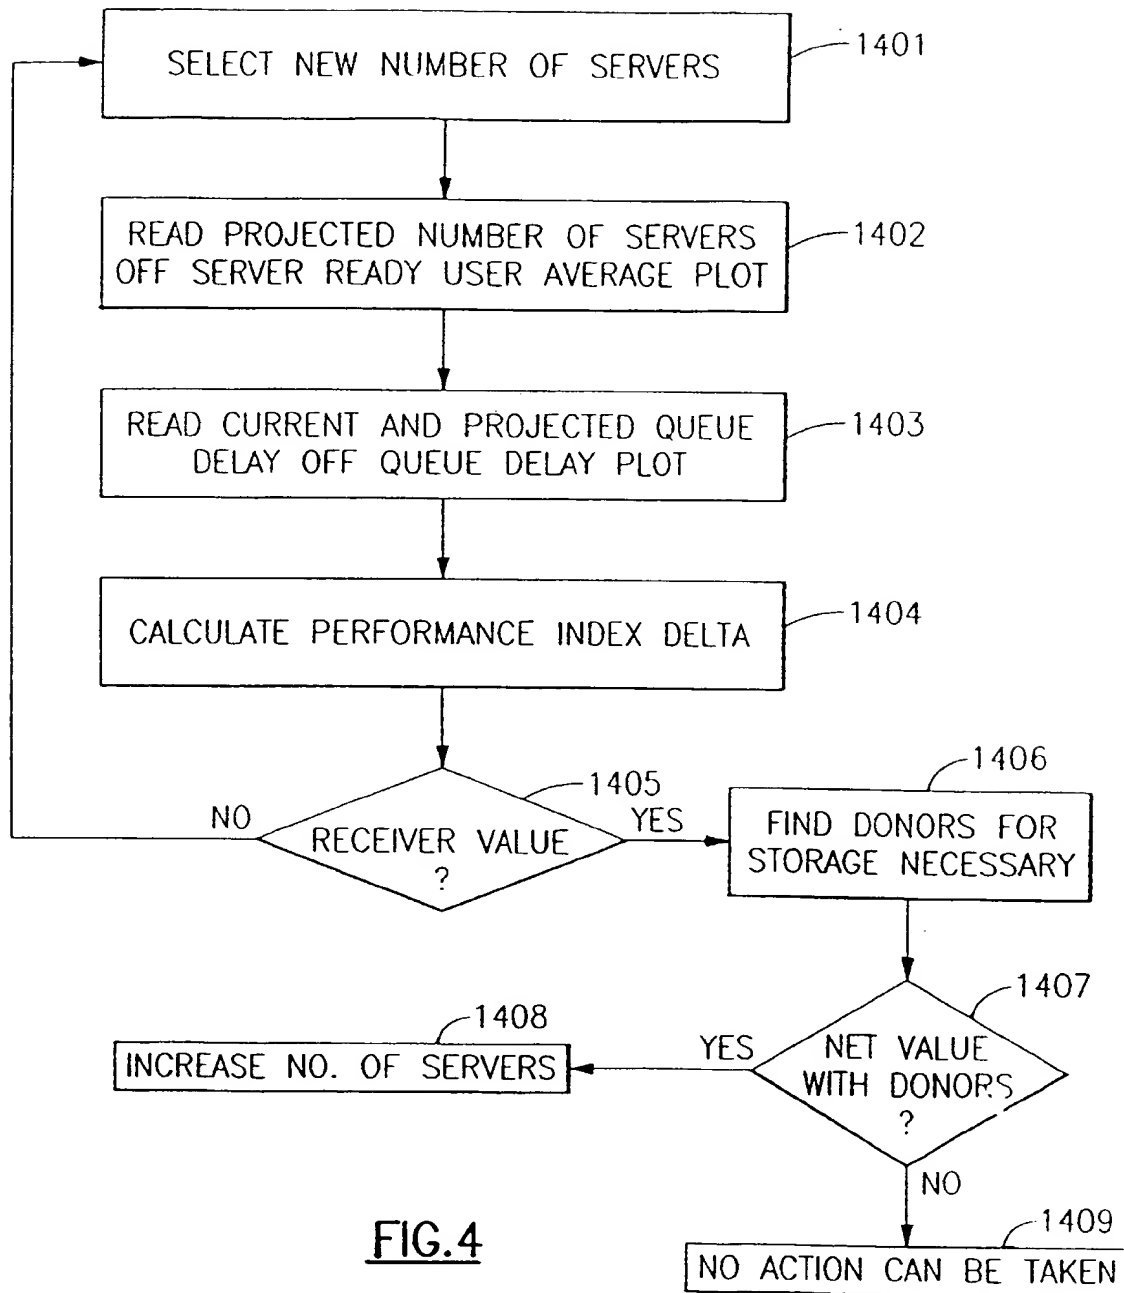 SELECT NEW NUMBER OF SERVERS
1401
READ PROJECTED NUMBER OF SERVERS
OFF SERVER READY USER AVERAGE PLOT
1402
READ CURRENT AND PROJECTED QUEUE
DELAY OFF QUEUE DELAY PLOT
1403
CALCULATE PERFORMANCE INDEX DELTA
1404
RECEIVER VALUE
?
1405
NO
YES
FIND DONORS FOR
STORAGE NECESSARY
1406
NET VALUE
WITH DONORS
?
1407
YES
INCREASE NO. OF SERVERS
1408
NO
NO ACTION CAN BE TAKEN
1409
FIG.4